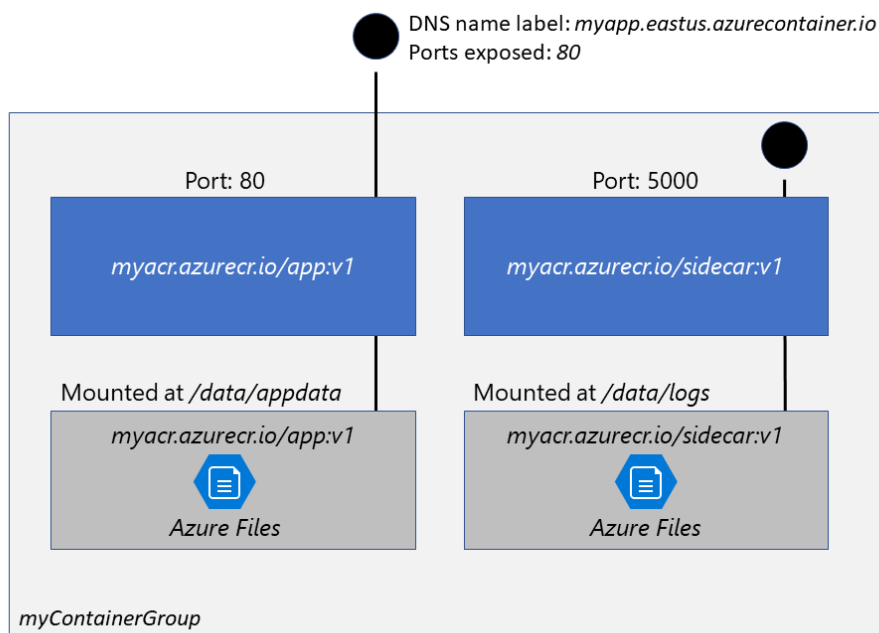 DNS name label: myapp.eastus.azurecontainer.io
Ports exposed: 80
Port: 80
myacr.azurecr.io/app:v1
Mounted at /data/appdata
myacr.azurecr.io/app:v1
Azure Files
Port: 5000
myacr.azurecr.io/sidecar:v1
Mounted at /data/logs
myacr.azurecr.io/sidecar:v1
Azure Files
myContainerGroup